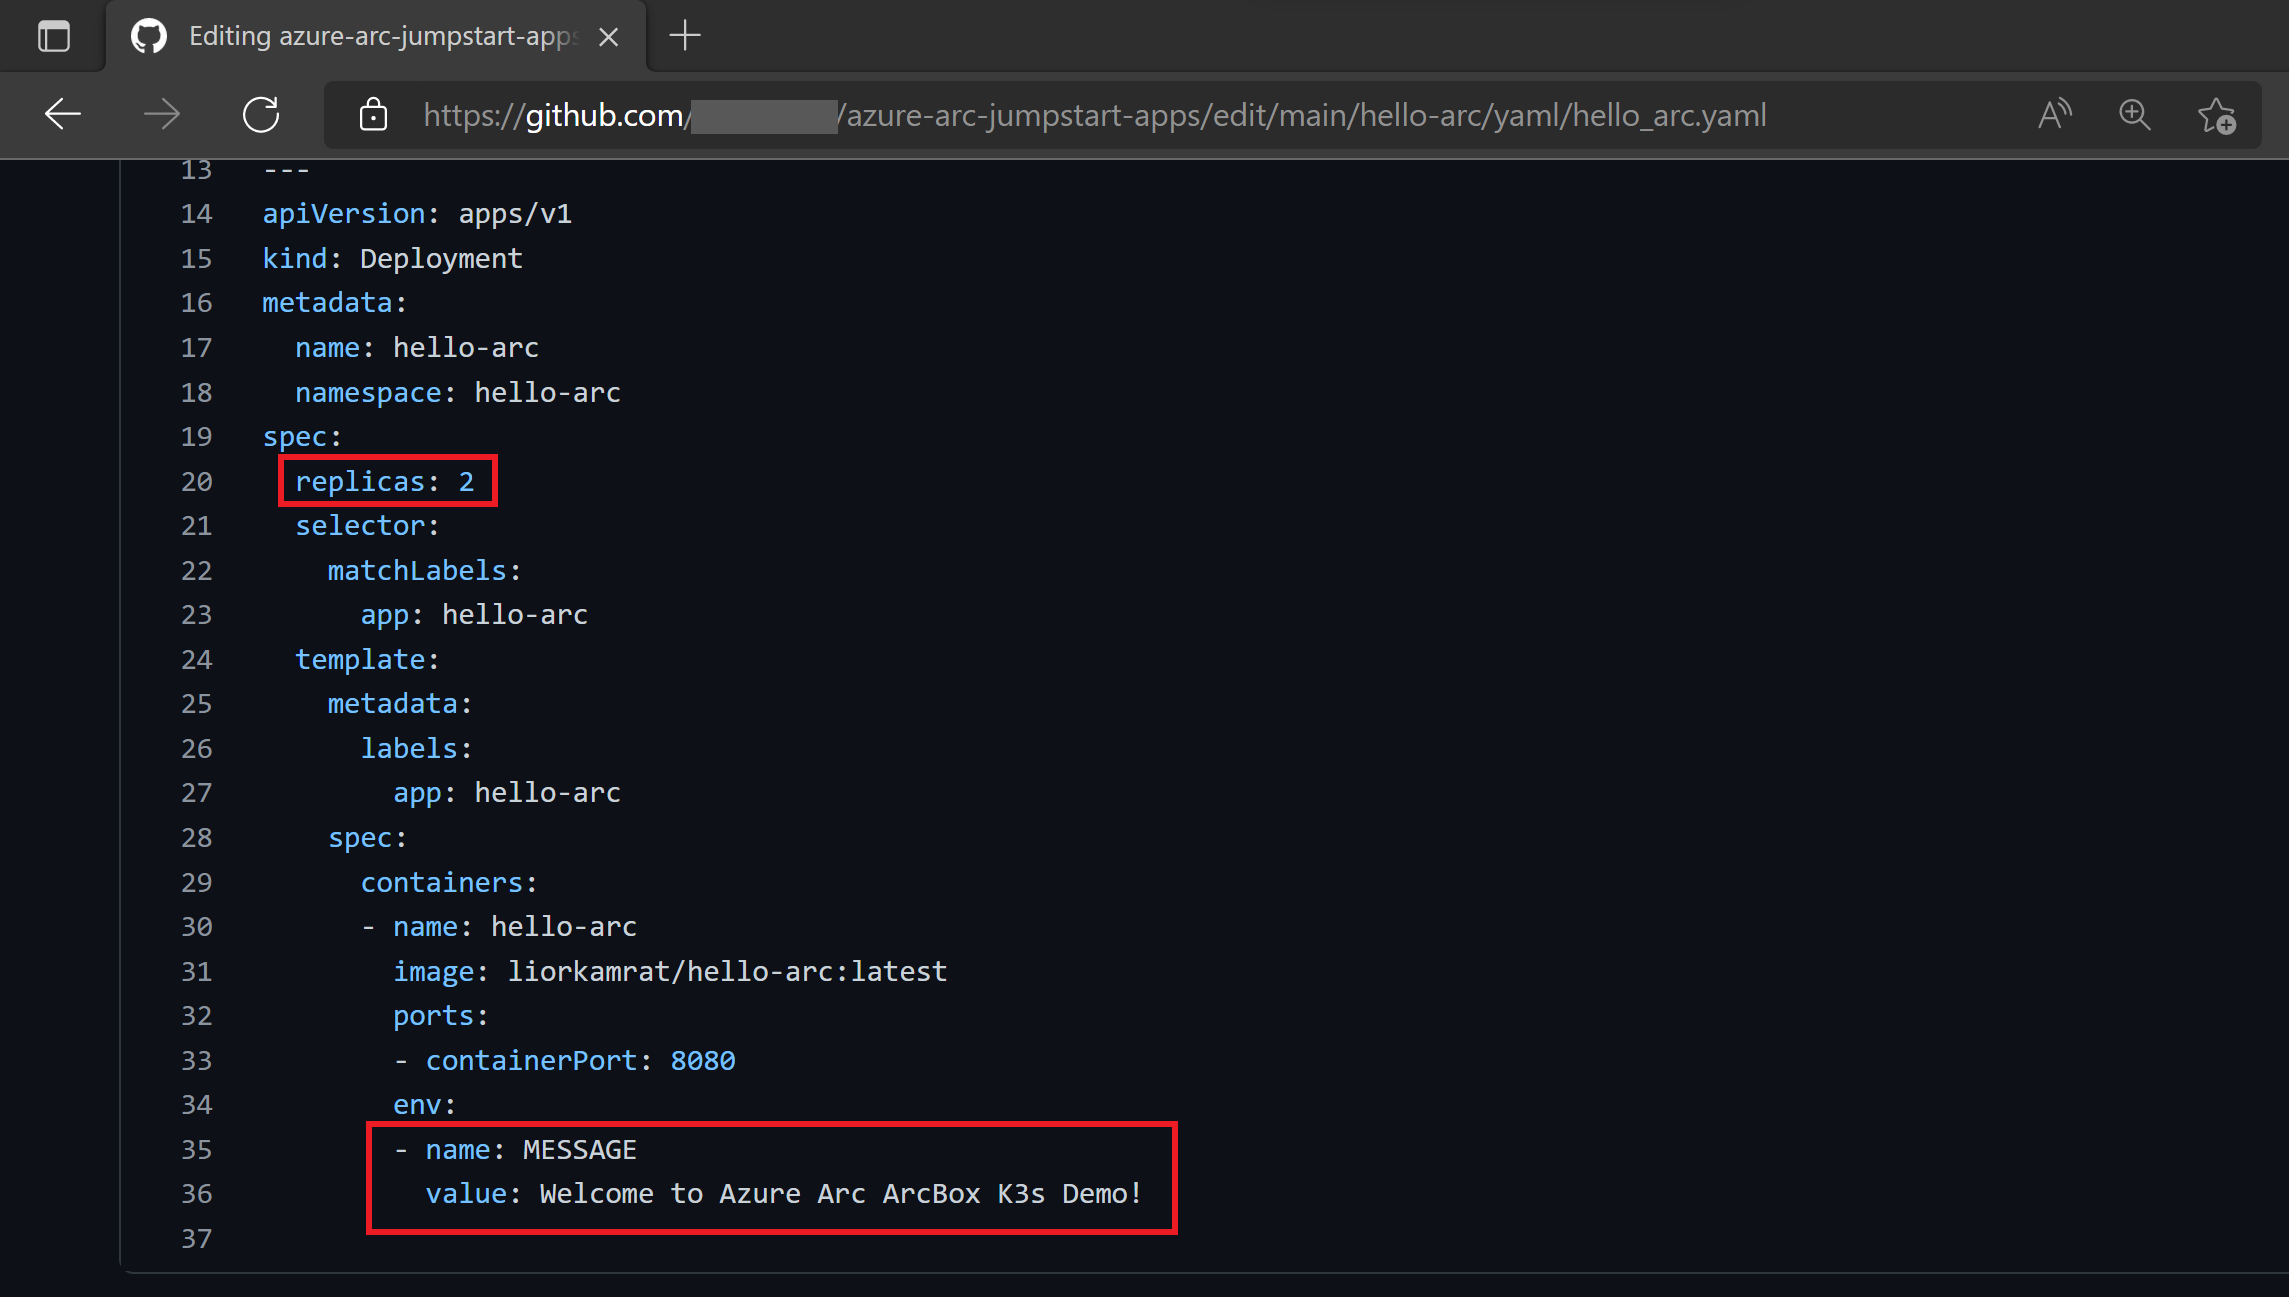 Editing azure-arc-jumpstart-apps
https://github.com/ /azure-arc-jumpstart-apps/edit/main/hello-arc/yaml/hello_arc.yaml
13 ---
14 apiVersion: apps/v1
15 kind: Deployment
16 metadata:
17 name: hello-arc
18 namespace: hello-arc
19 spec:
20 replicas: 2
21 selector:
22 matchLabels:
23 app: hello-arc
24 template:
25 metadata:
26 labels:
27 app: hello-arc
28 spec:
29 containers:
30 - name: hello-arc
31 image: liorkamrat/hello-arc:latest
32 ports:
33 - containerPort: 8080
34 env:
35 - name: MESSAGE
36 value: Welcome to Azure Arc ArcBox K3s Demo!
37